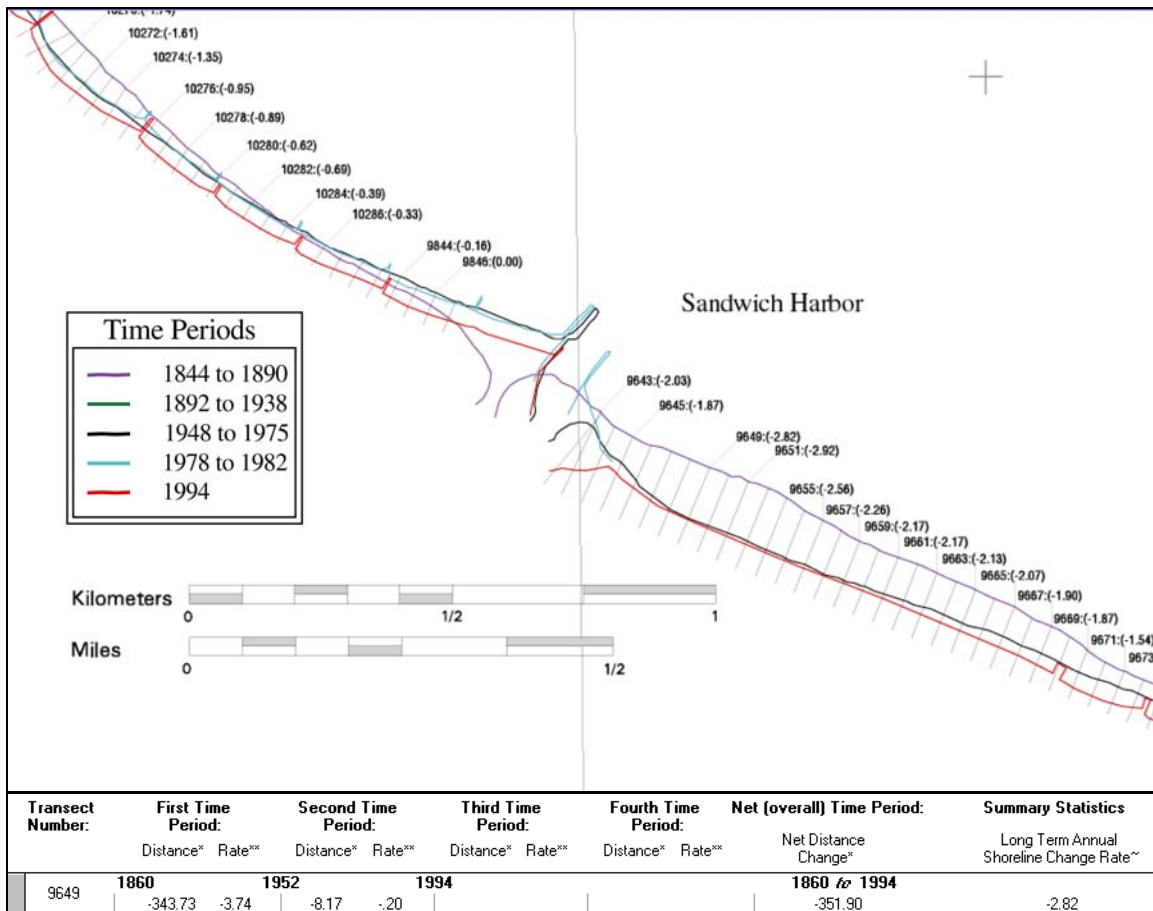 10272:(-1.61)
10274:(-1.35)
10276:(-0.95)
10278:(-0.89)
10280:(-0.62)
10282:(-0.69)
10284:(-0.39)
10286:(-0.33)
9844:(-0.16)
9846:(0.00)
Sandwich Harbor
Time Periods
1844 to 1890
1892 to 1938
1948 to 1975
1978 to 1982
1994
9643:(-2.03)
9645:(-1.87)
9649:(-2.82)
9651:(-2.92)
9655:(-2.56)
9657:(-2.26)
9659:(-2.17)
9661:(-2.17)
9663:(-2.13)
9665:(-2.07)
9667:(-1.90)
9669:(-1.87)
9671:(-1.54)
9673
Kilometers
0 1/2 1
Miles
0 1/2
Transect Number: First Time Period: Second Time Period: Third Time Period: Fourth Time Period: Net (overall) Time Period: Summary Statistics
Distance* Rate** Distance* Rate** Distance* Rate** Distance* Rate** Net Distance Change* Long Term Annual Shoreline Change Rate~
1860 1952 1994 1860 to 1994
9649 -343.73 -3.74 -8.17 -.20 -351.90 -2.82